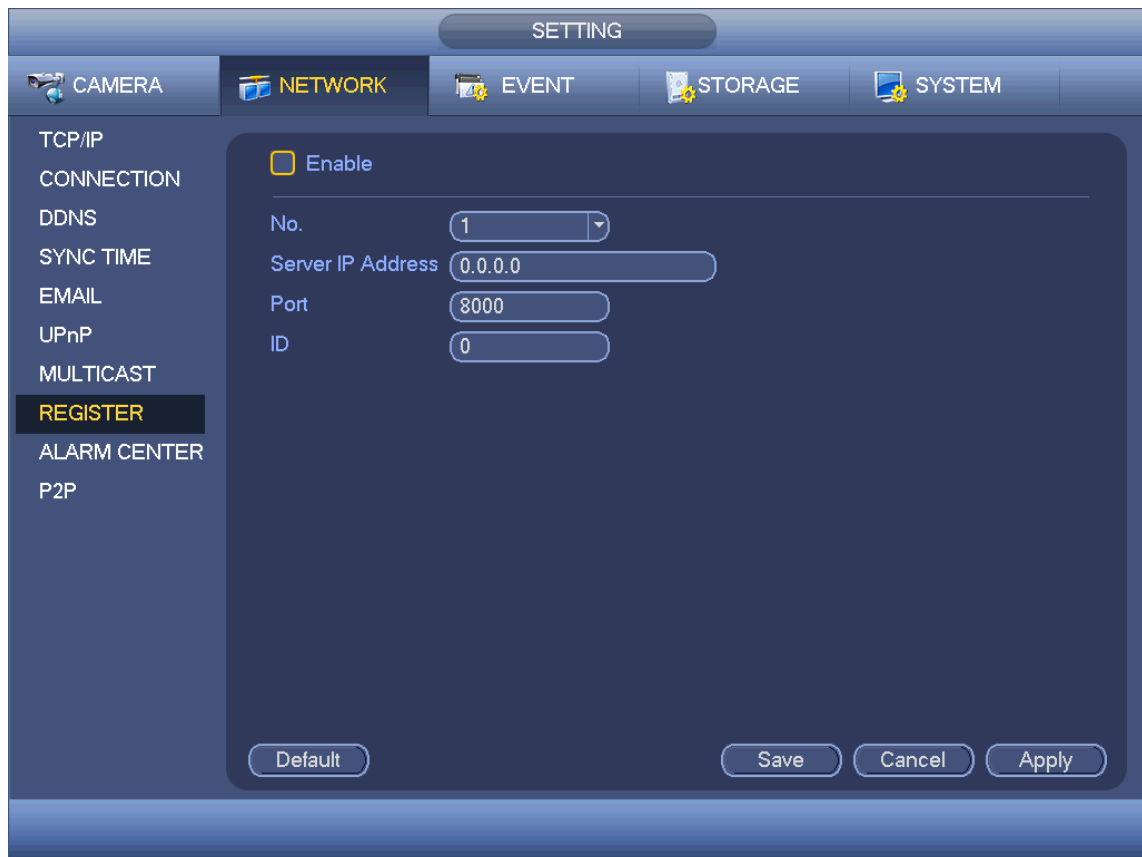 SETTING
CAMERA NETWORK EVENT STORAGE SYSTEM
TCP/IP
CONNECTION
DDNS
SYNC TIME
EMAIL
UPnP
MULTICAST
REGISTER
ALARM CENTER
P2P
Enable
No. 1
Server IP Address 0.0.0.0
Port 8000
ID 0
Default Save Cancel Apply